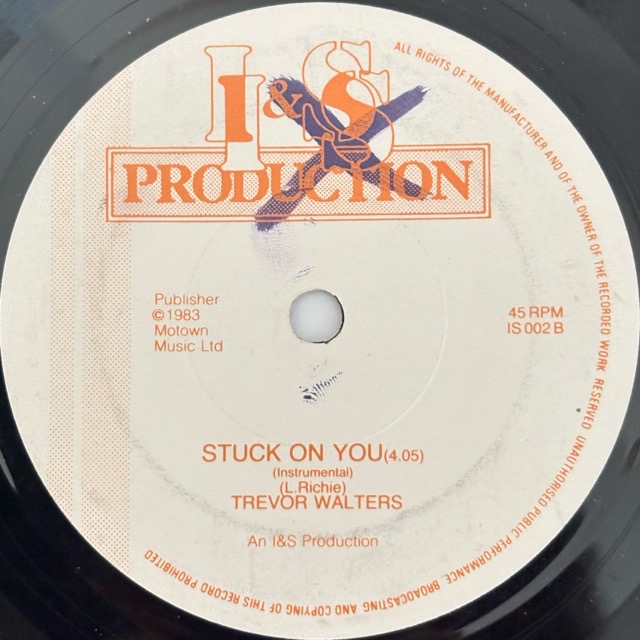 I&S
PRODUCTION
ALL RIGHTS OF THE MANUFACTURER AND OF THE OWNER OF THE RECORDED WORK RESERVED UNAUTHORISED PUBLIC PERFORMANCE, BROADCASTING AND COPYING OF THIS RECORD PROHIBITED
Publisher
©1983
Motown
Music Ltd
45 RPM
IS 002 B
STUCK ON YOU(4.05)
(Instrumental)
(L.Richie)
TREVOR WALTERS
An I&S Production